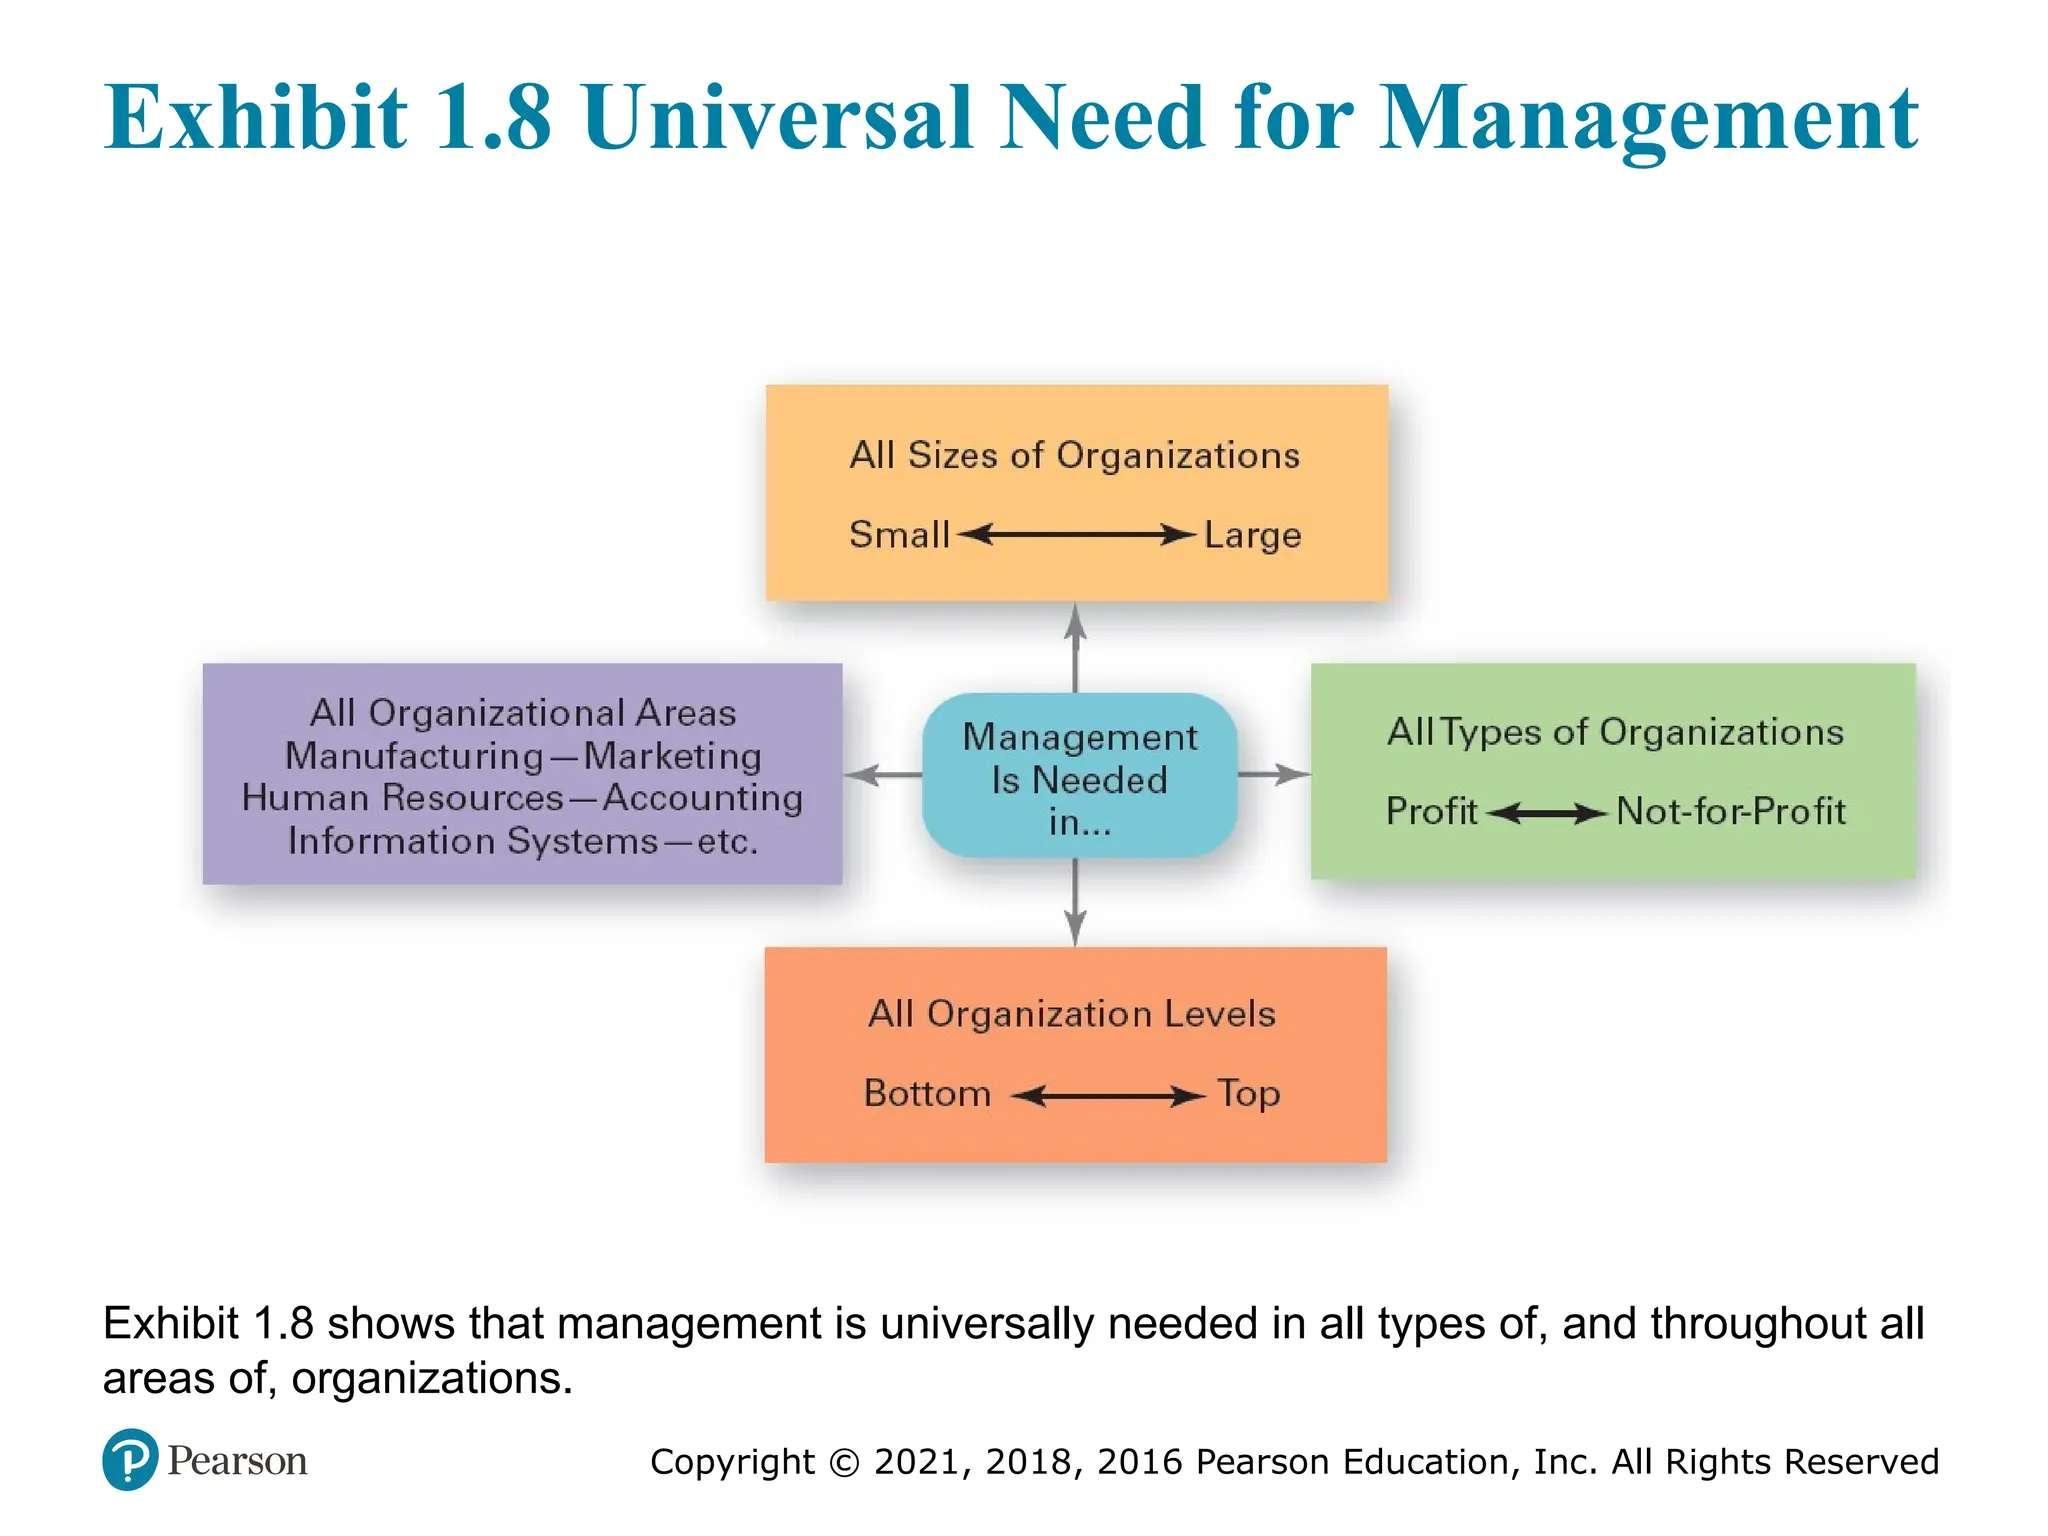 Exhibit 1.8 Universal Need for Management
All Sizes of Organizations
Small Large
All Organizational Areas
Manufacturing—Marketing
Human Resources—Accounting
Information Systems—etc.
Management
Is Needed
in...
All Types of Organizations
Profit Not-for-Profit
All Organization Levels
Bottom Top
Exhibit 1.8 shows that management is universally needed in all types of, and throughout all
areas of, organizations.
Pearson
Copyright © 2021, 2018, 2016 Pearson Education, Inc. All Rights Reserved